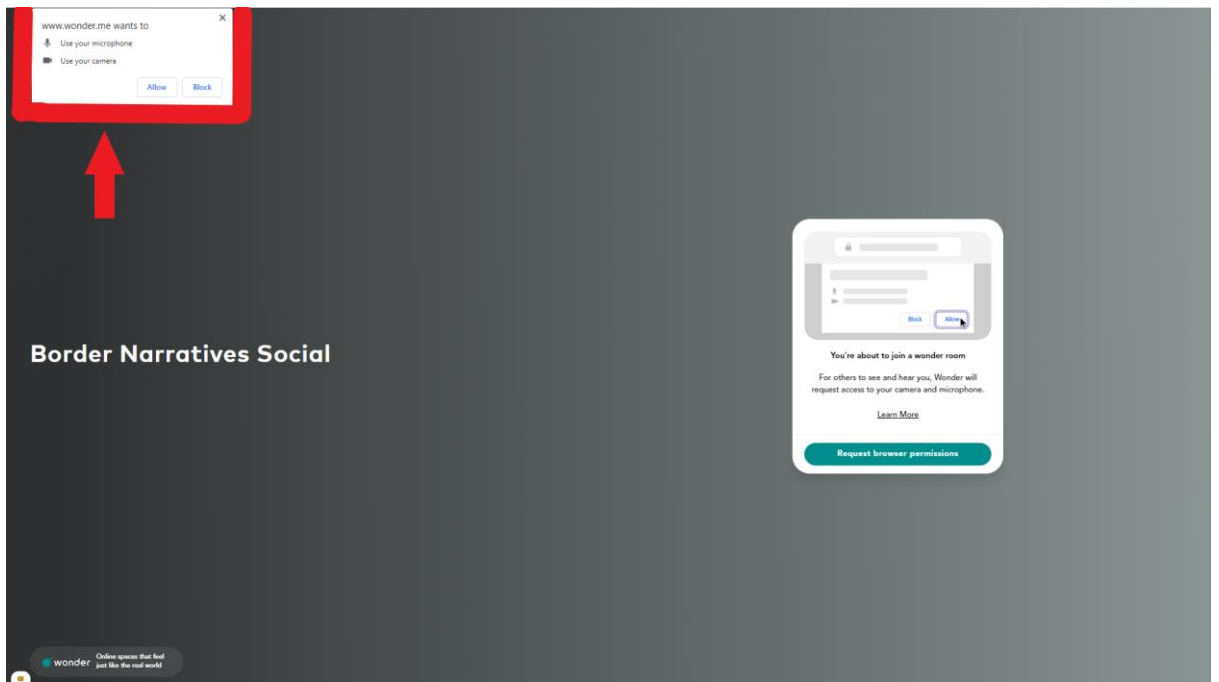 www.wonder.me wants to
Use your microphone
Use your camera
Allow Block
Border Narratives Social
Block Allow
You're about to join a wonder room
For others to see and hear you, Wonder will
request access to your camera and microphone.
Learn More
Request browser permissions
wonder
Online spaces that feel
just like the real world